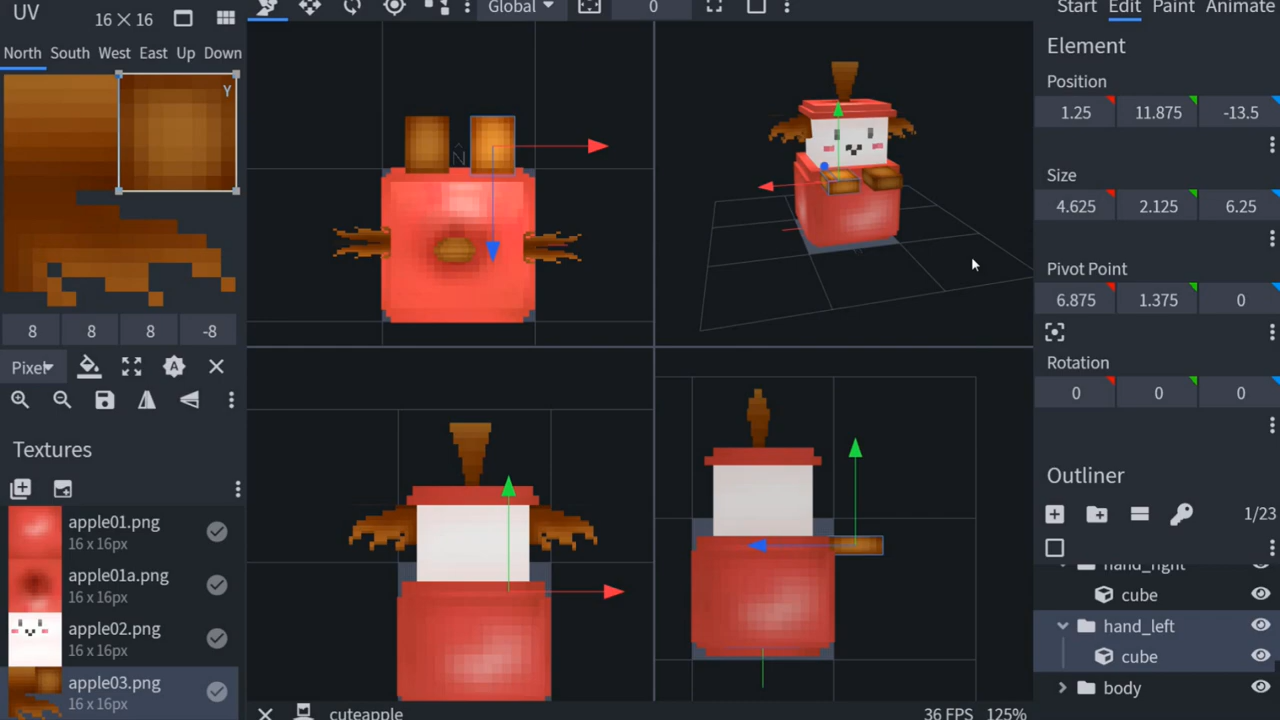 UV
16 × 16
Global
0
Start Edit Paint Animate
North South West East Up Down
Y
8 8 8 -8
Pixel
Textures
apple01.png
16 x 16px
apple01a.png
16 x 16px
apple02.png
16 x 16px
apple03.png
16 x 16px
N
cuteapple
36 FPS 125%
Element
Position
1.25 11.875 -13.5
Size
4.625 2.125 6.25
Pivot Point
6.875 1.375 0
Rotation
0 0 0
Outliner
1/23
hand_right
cube
hand_left
cube
body